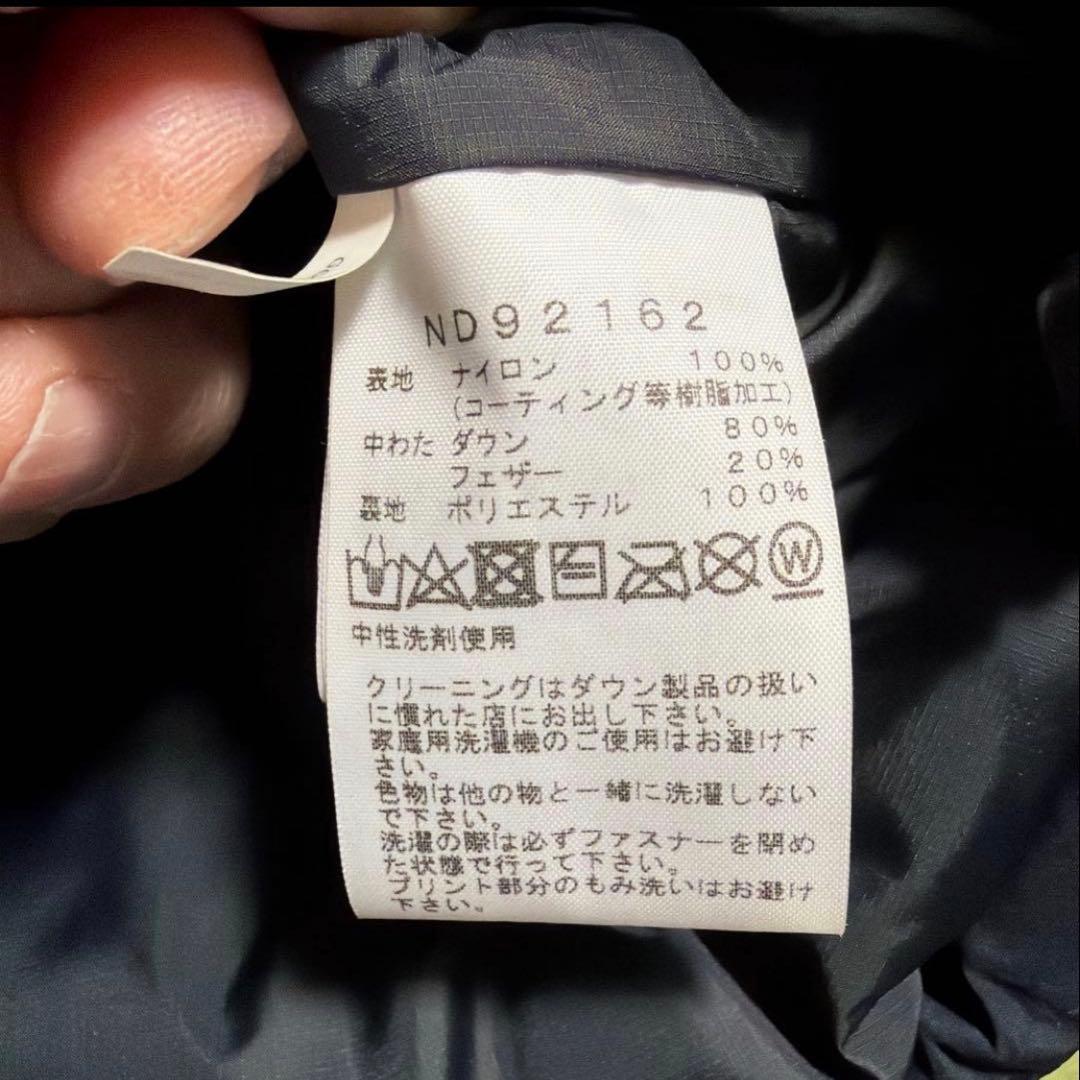 ND92162
表地 ナイロン 100%
(コーティング等樹脂加工)
中わた ダウン 80%
フェザー 20%
裏地 ポリエステル 100%
W
中性洗剤使用
クリーニングはダウン製品の扱い
に慣れた店にお出し下さい。
家庭用洗濯機のご使用はお避け下
さい。
色物は他の物と一緒に洗濯しない
で下さい。
洗濯の際は必ずファスナーを閉め
た状態で行って下さい。
プリント部分のもみ洗いはお避け
下さい。